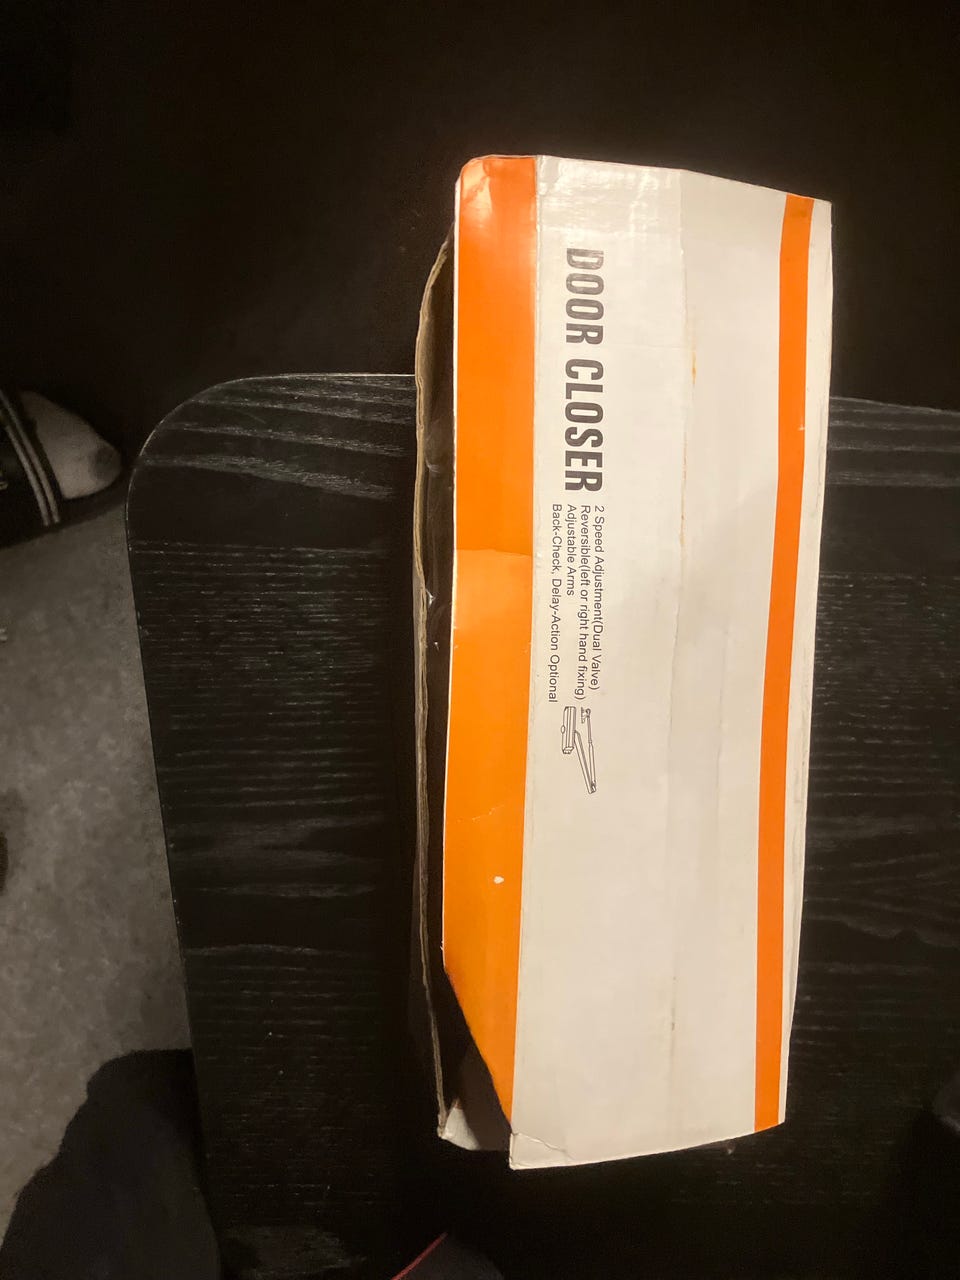 DOOR CLOSER
2 Speed Adjustment(Dual Valve)
Reversible(left or right hand fixing)
Adjustable Arms
Back-Check, Delay-Action Optional